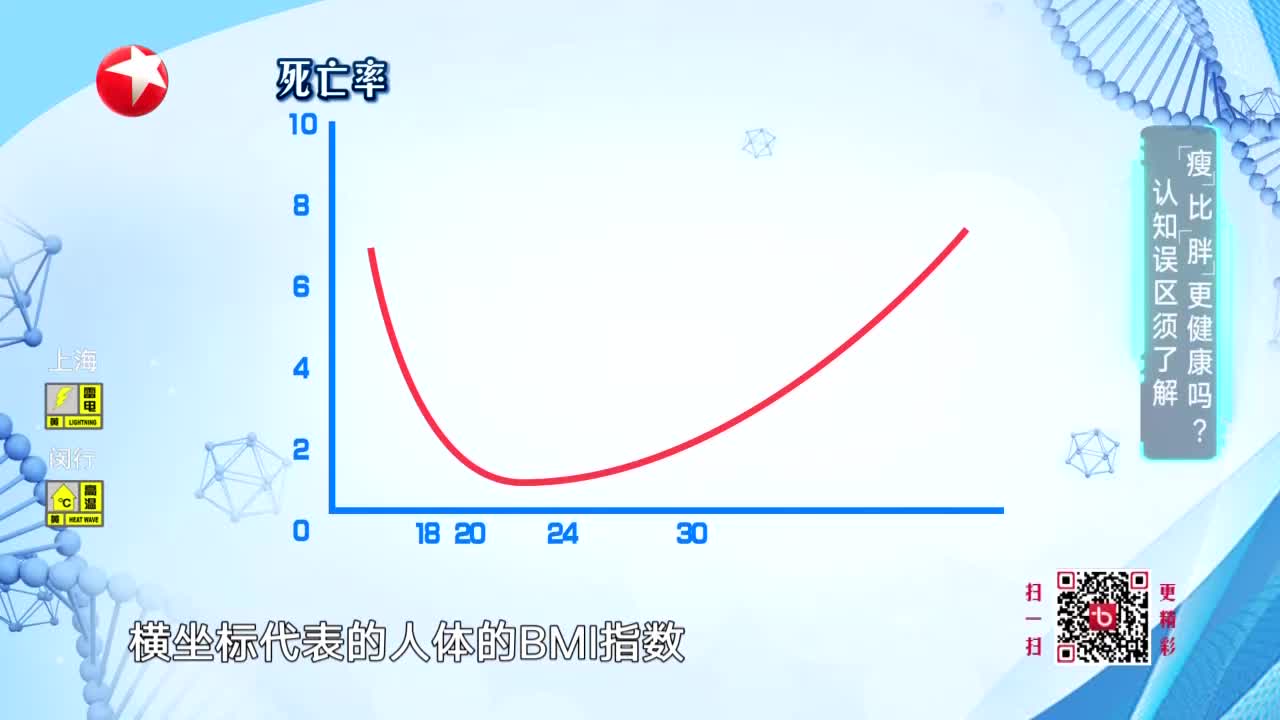 死亡率
10
8
6
4
2
0
18 20 24 30
「瘦」比「胖」更健康吗？
认知误区须了解
上海
雷电
黄 LIGHTNING
闵行
℃
高温
黄 HEAT WAVE
扫一扫
更精彩
横坐标代表的人体的BMI指数